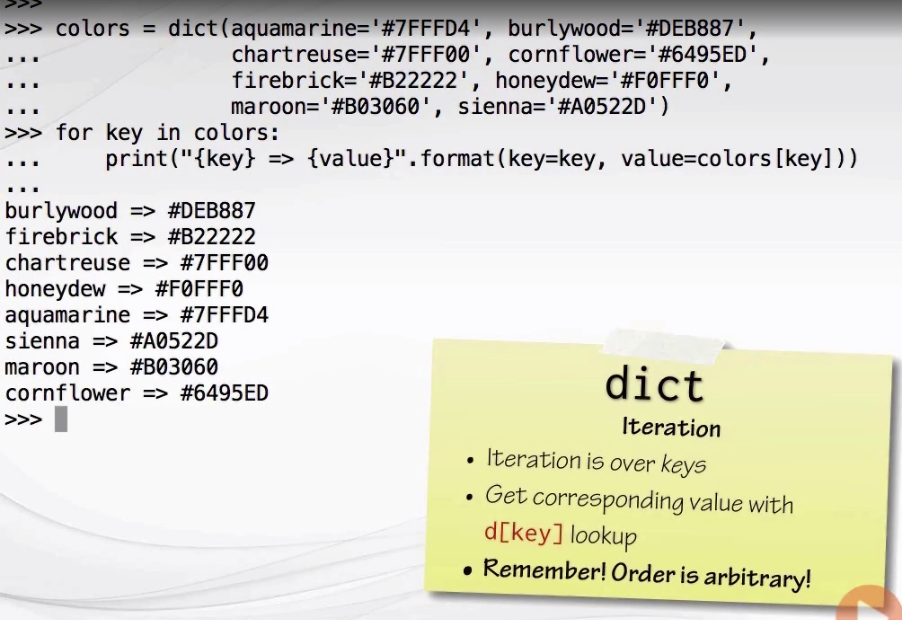 >>>
>>> colors = dict(aquamarine='#7FFFD4', burlywood='#DEB887',
...               chartreuse='#7FFF00', cornflower='#6495ED',
...               firebrick='#B22222', honeydew='#F0FFF0',
...               maroon='#B03060', sienna='#A0522D')
>>> for key in colors:
...     print("{key} => {value}".format(key=key, value=colors[key]))
...
burlywood => #DEB887
firebrick => #B22222
chartreuse => #7FFF00
honeydew => #F0FFF0
aquamarine => #7FFFD4
sienna => #A0522D
maroon => #B03060
cornflower => #6495ED
>>>
dict
Iteration
• Iteration is over keys
• Get corresponding value with
d[key] lookup
• Remember! Order is arbitrary!